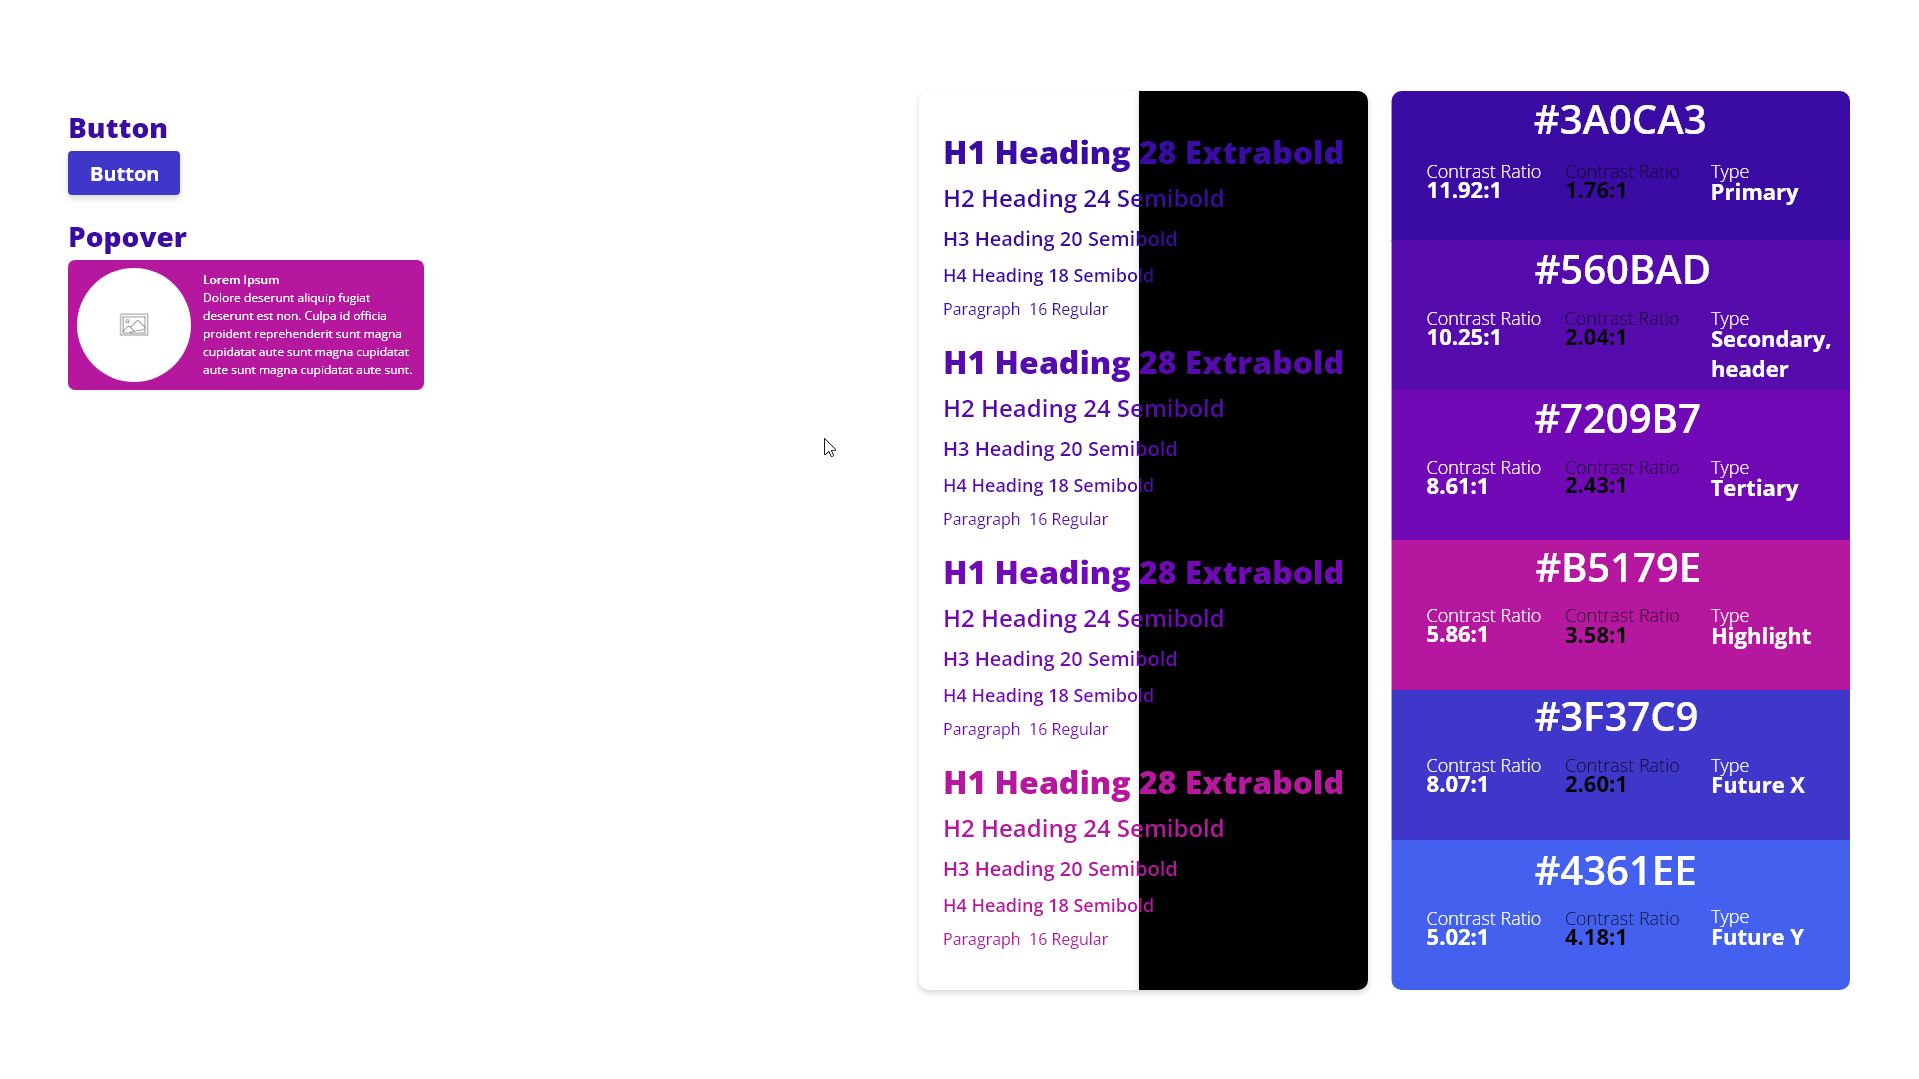 Button
Button
Popover
Lorem Ipsum
Dolore deserunt aliquip fugiat
deserunt est non. Culpa id officia
proident reprehenderit sunt magna
cupidatat aute sunt magna cupidatat
aute sunt magna cupidatat aute sunt.
H1 Heading 28 Extrabold
H2 Heading 24 Semibold
H3 Heading 20 Semibold
H4 Heading 18 Semibold
Paragraph 16 Regular
H1 Heading 28 Extrabold
H2 Heading 24 Semibold
H3 Heading 20 Semibold
H4 Heading 18 Semibold
Paragraph 16 Regular
H1 Heading 28 Extrabold
H2 Heading 24 Semibold
H3 Heading 20 Semibold
H4 Heading 18 Semibold
Paragraph 16 Regular
H1 Heading 28 Extrabold
H2 Heading 24 Semibold
H3 Heading 20 Semibold
H4 Heading 18 Semibold
Paragraph 16 Regular
#3A0CA3
Contrast Ratio Contrast Ratio Type
11.92:1 1.76:1 Primary
#560BAD
Contrast Ratio Contrast Ratio Type
10.25:1 2.04:1 Secondary,
header
#7209B7
Contrast Ratio Contrast Ratio Type
8.61:1 2.43:1 Tertiary
#B5179E
Contrast Ratio Contrast Ratio Type
5.86:1 3.58:1 Highlight
#3F37C9
Contrast Ratio Contrast Ratio Type
8.07:1 2.60:1 Future X
#4361EE
Contrast Ratio Contrast Ratio Type
5.02:1 4.18:1 Future Y